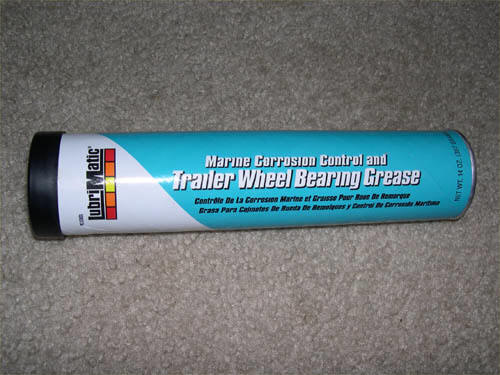 LubriMatic
Marine Corrosion Control and
Trailer Wheel Bearing Grease
Contrôle De La Corrosion Marine et Graisse Pour Roue De Remorque
Grasa Para Cojinetes De Rueda De Remolques y Control De Corrosión Marítima
NET WT. 14 OZ.